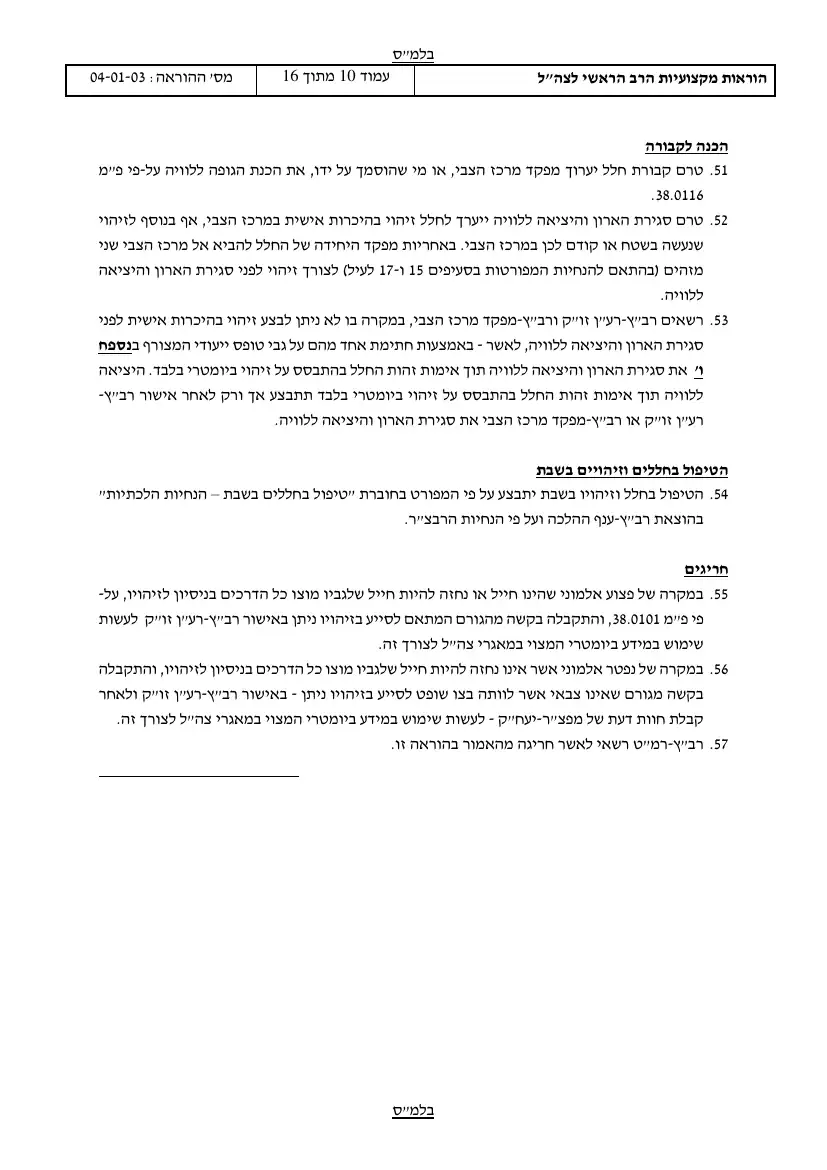 בלמ״ס
הוראות מקצועיות הרב הראשי לצה״ל עמוד 10 מתוך 16 מס׳ ההוראה: 04-01-03
הכנה לקבורה
51. טרם קבורת חלל יערוך מפקד מרכז הצבי, או מי שהוסמך על ידו, את הכנת הגופה ללוויה על-פי פ״מ
38.0116.
52. טרם סגירת הארון והיציאה ללוויה ייערך לחלל זיהוי בהיכרות אישית במרכז הצבי, אף בנוסף לזיהוי
שנעשה בשטח או קודם לכן במרכז הצבי. באחריות מפקד היחידה של החלל להביא אל מרכז הצבי שני
מזהים (בהתאם להנחיות המפורטות בסעיפים 15 ו-17 לעיל) לצורך זיהוי לפני סגירת הארון והיציאה
ללוויה.
53. רשאים רב״ץ-רע״ן זו״ק ורב״ץ-מפקד מרכז הצבי, במקרה בו לא ניתן לבצע זיהוי בהיכרות אישית לפני
סגירת הארון והיציאה ללוויה, לאשר - באמצעות חתימת אחד מהם על גבי טופס ייעודי המצורף בנספח
ו׳ את סגירת הארון והיציאה ללוויה תוך אימות זהות החלל בהתבסס על זיהוי ביומטרי בלבד. היציאה
ללוויה תוך אימות זהות החלל בהתבסס על זיהוי ביומטרי בלבד תתבצע אך ורק לאחר אישור רב״ץ-
רע״ן זו״ק או רב״ץ-מפקד מרכז הצבי את סגירת הארון והיציאה ללוויה.
הטיפול בחללים וזיהויים בשבת
54. הטיפול בחלל וזיהויו בשבת יתבצע על פי המפורט בחוברת ״טיפול בחללים בשבת – הנחיות הלכתיות״
בהוצאת רב״ץ-ענף ההלכה ועל פי הנחיות הרבצ״ר.
חריגים
55. במקרה של פצוע אלמוני שהינו חייל או נחזה להיות חייל שלגביו מוצו כל הדרכים בניסיון לזיהויו, על-
פי פ״מ 38.0101, והתקבלה בקשה מהגורם המתאם לסייע בזיהויו ניתן באישור רב״ץ-רע״ן זו״ק לעשות
שימוש במידע ביומטרי המצוי במאגרי צה״ל לצורך זה.
56. במקרה של נפטר אלמוני אשר אינו נחזה להיות חייל שלגביו מוצו כל הדרכים בניסיון לזיהויו, והתקבלה
בקשה מגורם שאינו צבאי אשר לוותה בצו שופט לסייע בזיהויו ניתן - באישור רב״ץ-רע״ן זו״ק ולאחר
קבלת חוות דעת של מפצ״ר-יעח״ק - לעשות שימוש במידע ביומטרי המצוי במאגרי צה״ל לצורך זה.
57. רב״ץ-רמ״ט רשאי לאשר חריגה מהאמור בהוראה זו.
בלמ״ס